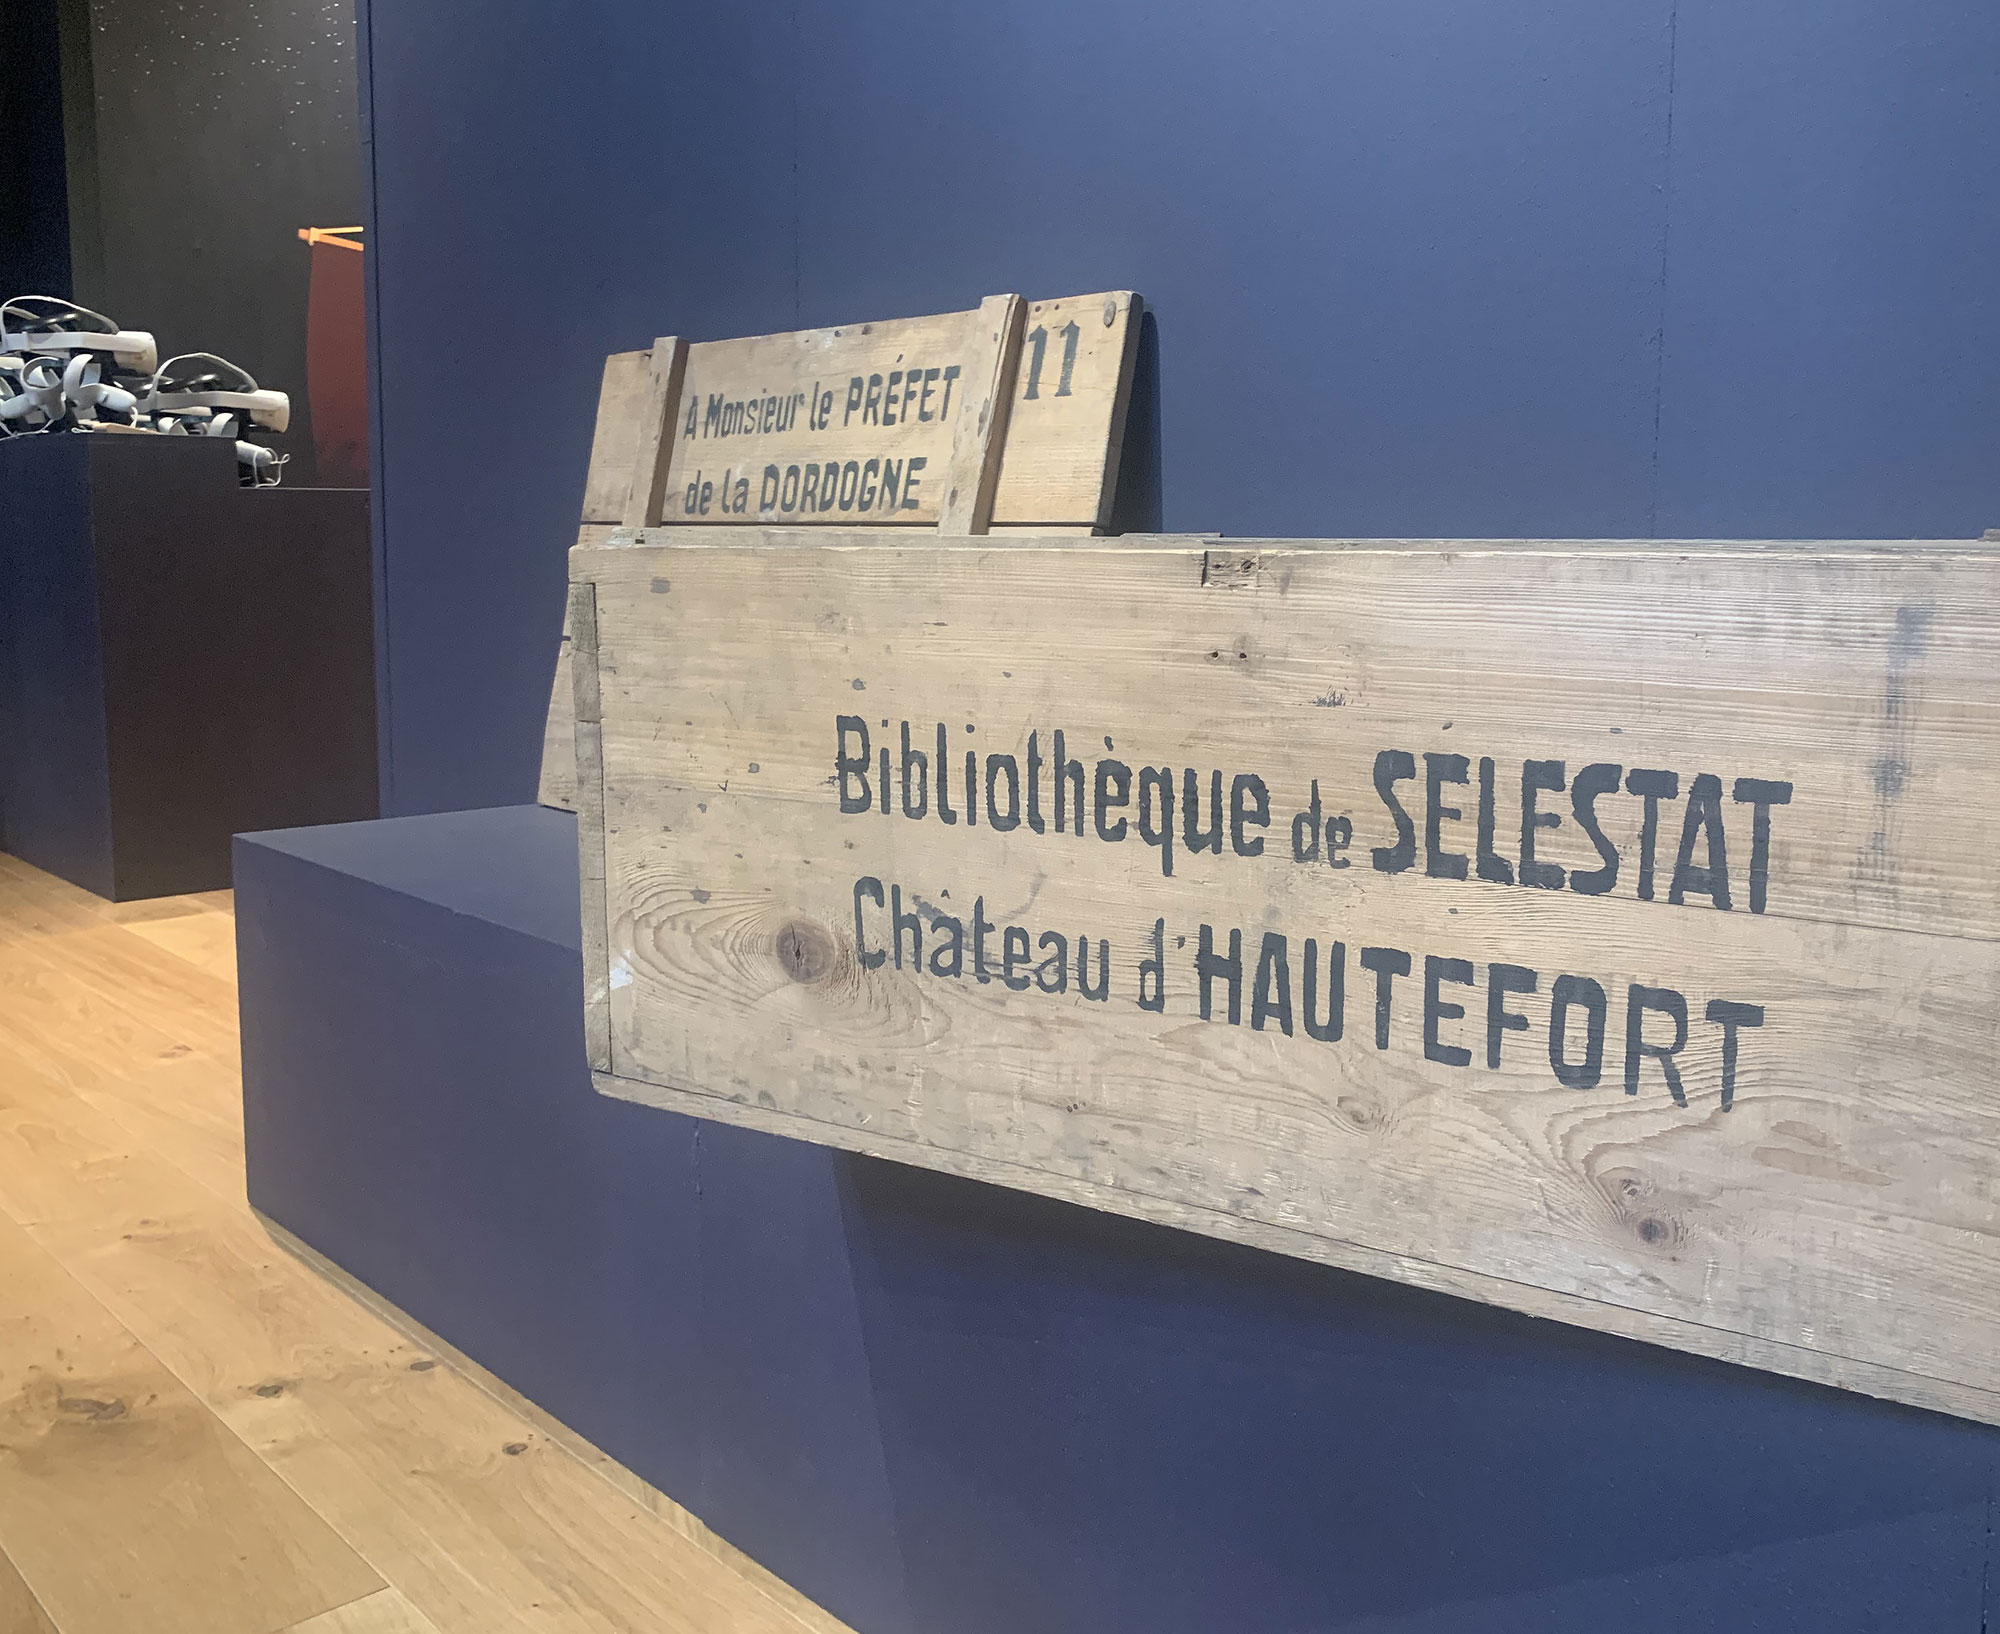 A Monsieur le PRÉFET
de la DORDOGNE
11
Bibliothèque de SELESTAT
Château d'HAUTEFORT